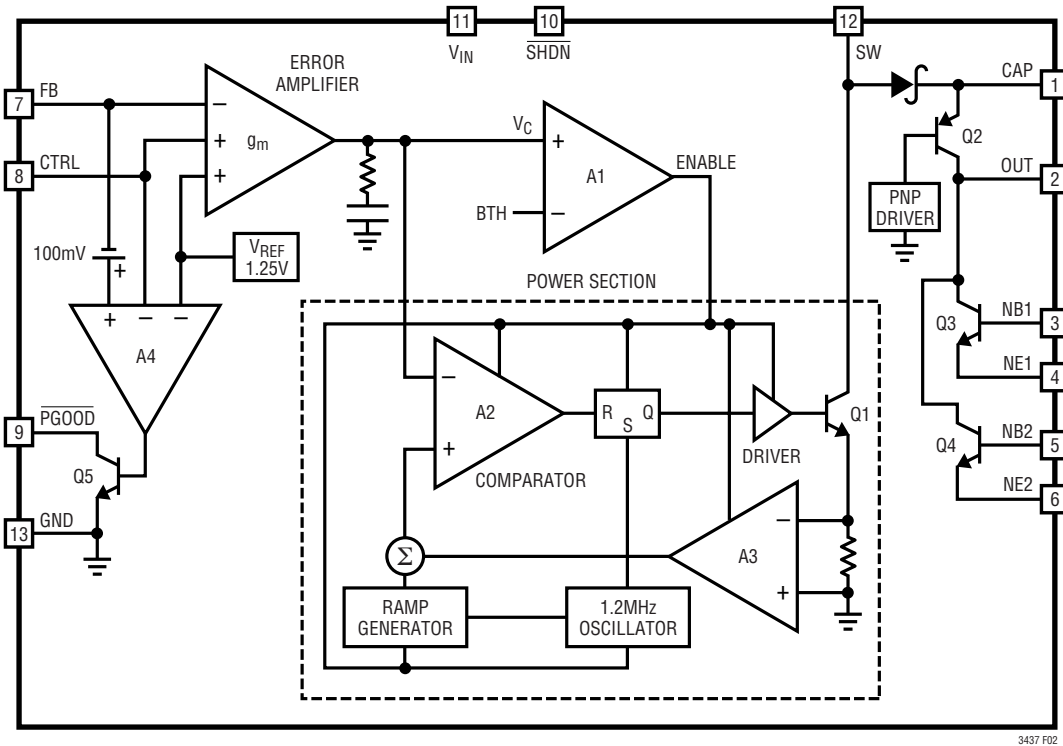 11
VIN
10
SHDN
12
SW
ERROR
AMPLIFIER
7
FB
8
CTRL
−
+
+
gm
VC
+
−
A1
ENABLE
BTH
CAP
1
Q2
OUT
2
PNP
DRIVER
100mV
+
VREF
1.25V
POWER SECTION
+
−
−
A4
9
PGOOD
Q5
13
GND
−
A2
+
COMPARATOR
R
S
Q
DRIVER
Q1
Q3
NB1
3
NE1
4
Q4
NB2
5
NE2
6
Σ
A3
−
+
RAMP
GENERATOR
1.2MHz
OSCILLATOR
3437 F02